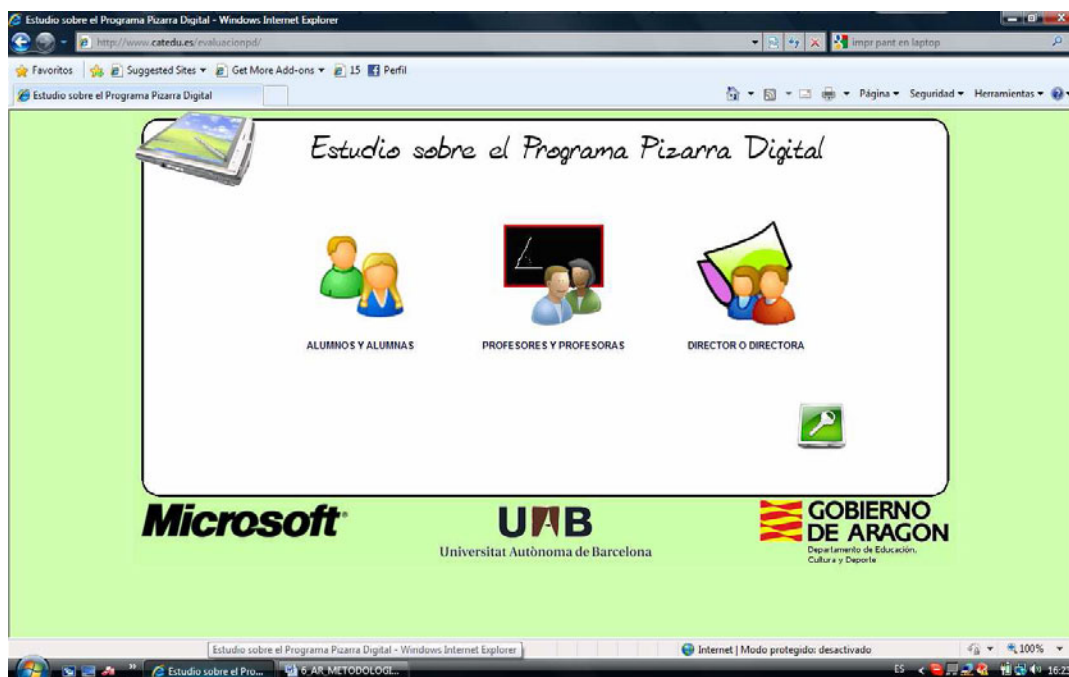 Estudio sobre el Programa Pizarra Digital - Windows Internet Explorer
http://www.catedu.es/evaluacionpd/
impr pant en laptop
Favoritos Suggested Sites Get More Add-ons 15 Perfil
Estudio sobre el Programa Pizarra Digital
Página Seguridad Herramientas
Estudio sobre el Programa Pizarra Digital
ALUMNOS Y ALUMNAS
PROFESORES Y PROFESORAS
DIRECTOR O DIRECTORA
Microsoft
UAB
Universitat Autònoma de Barcelona
GOBIERNO
DE ARAGON
Departamento de Educación,
Cultura y Deporte
Estudio sobre el Programa Pizarra Digital - Windows Internet Explorer
Internet | Modo protegido: desactivado
100%
Estudio sobre el Pro...
6_AR_METODOLOGI...
ES
16:23